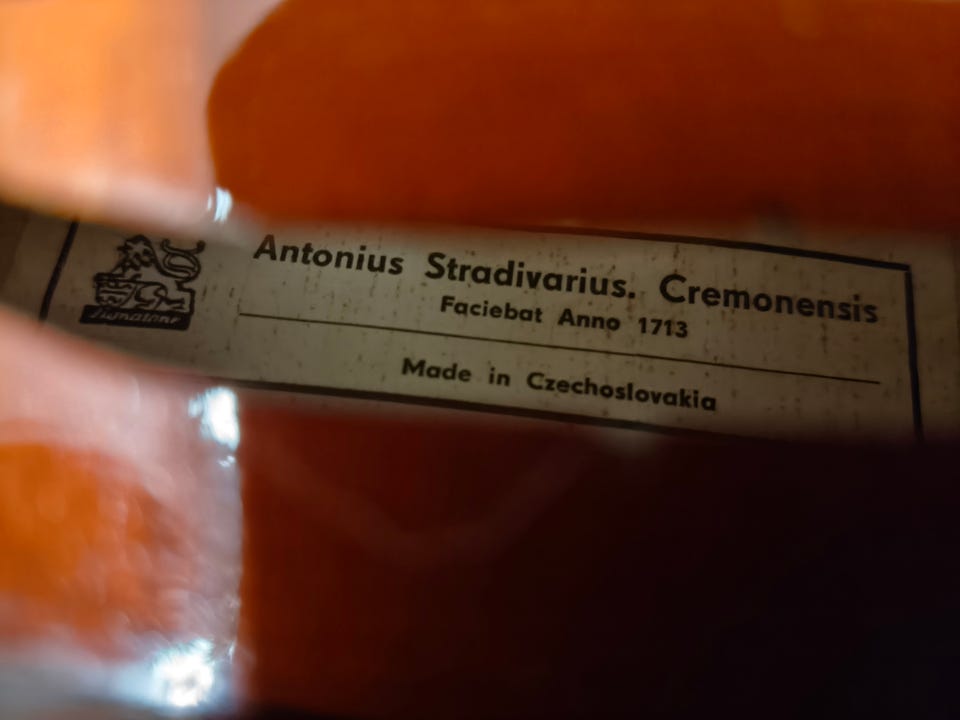 Antonius Stradivarius. Cremonensis
Faciebat Anno 1713
Made in Czechoslovakia